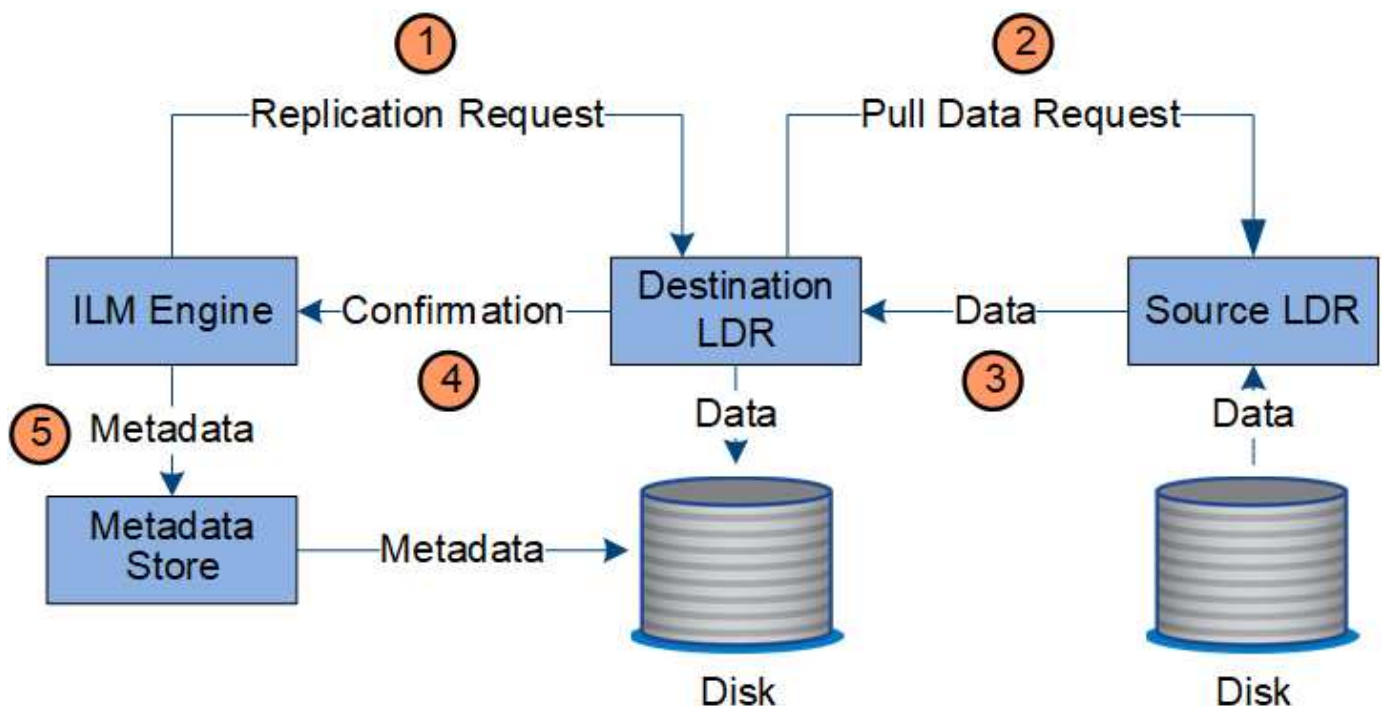 1
2
Replication Request
Pull Data Request
ILM Engine
Confirmation
Destination
LDR
Data
Source LDR
4
3
5
Metadata
Data
Data
Metadata
Store
Metadata
Disk
Disk